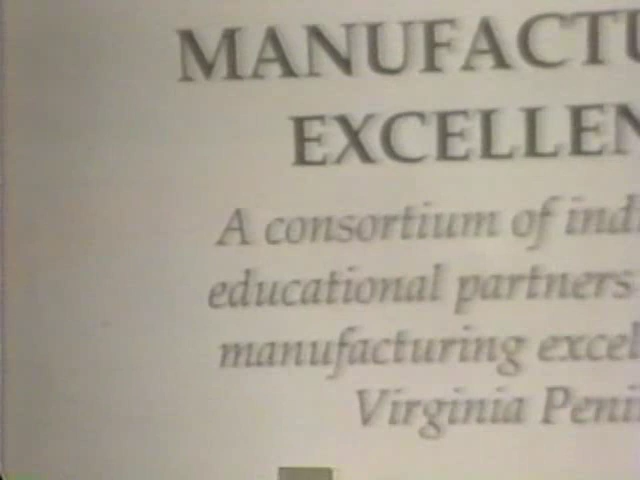 MANUFACTU
EXCELLEN
A consortium of ind
educational partners
manufacturing excel
Virginia Peni